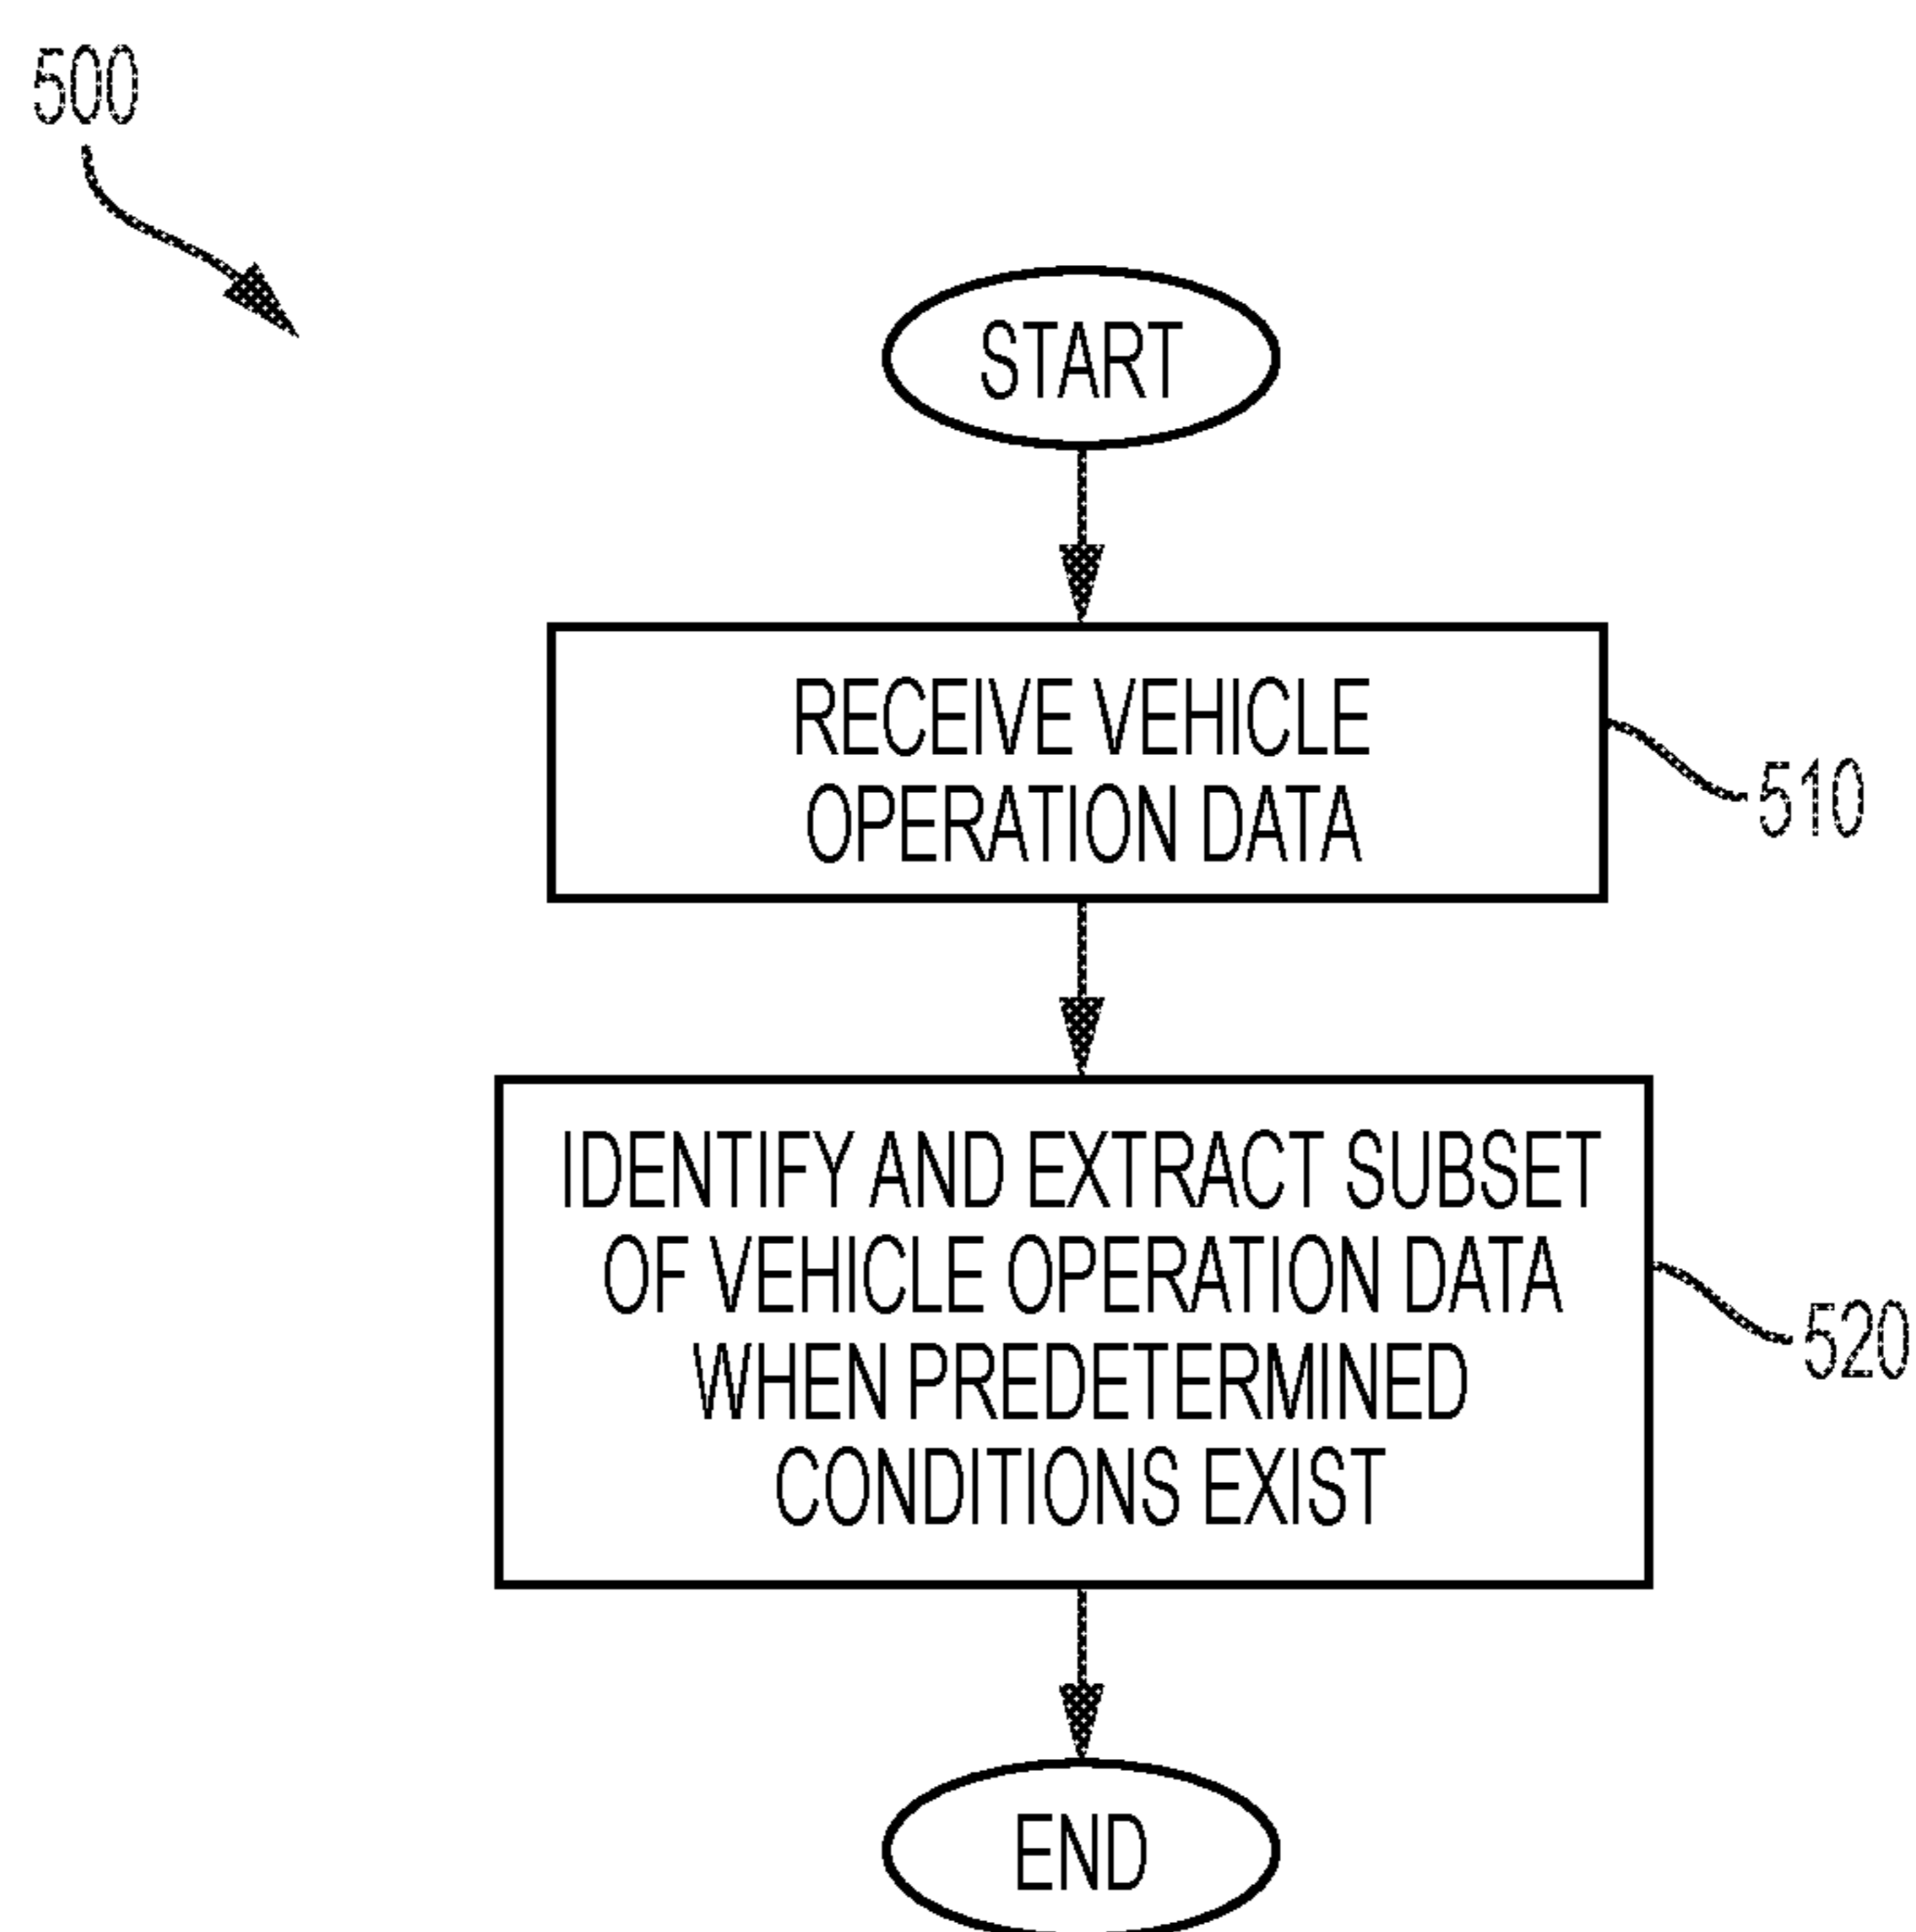 500
START
RECEIVE VEHICLE
OPERATION DATA
510
IDENTIFY AND EXTRACT SUBSET
OF VEHICLE OPERATION DATA
WHEN PREDETERMINED
CONDITIONS EXIST
520
END